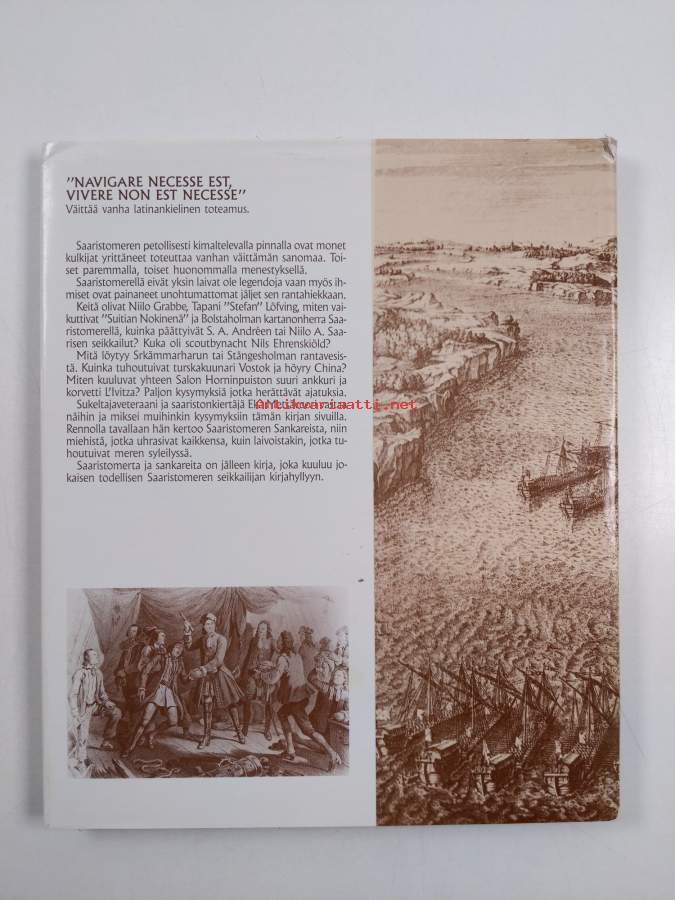 "NAVIGARE NECESSE EST,
VIVERE NON EST NECESSE"
Väittää vanha latinankielinen toteamus.
Saaristomeren petollisesti kimaltelevalla pinnalla ovat monet
kulkijat yrittäneet toteuttaa vanhan väittämän sanomaa. Toi-
set paremmalla, toiset huonommalla menestyksellä.
Saaristomerellä eivät yksin laivat ole legendoja vaan myös ih-
miset ovat painaneet unohtumattomat jäljet sen rantahiekkaan.
Keitä olivat Niilo Grabbe, Tapani "Stefan" Löfving, miten vai-
kuttivat "Suitian Nokinenä" ja Bolstaholman kartanonherra Saa-
ristomerellä, kuinka päättyivät S. A. Andréen tai Niilo A. Saa-
risen seikkailut? Kuka oli scoutbynacht Nils Ehrenskiöld?
Mitä löytyy Srkämmarharun tai Stångesholman rantavesis-
tä. Kuinka tuhoutuivat turskakuunari Vostok ja höyry China?
Miten kuuluvat yhteen Salon Horninpuiston suuri ankkuri ja
korvetti L'Ivitza? Paljon kysymyksiä jotka herättävät ajatuksia.
Sukeltajaveteraani ja saaristonkiertäjä
näihin ja miksei muihinkin kysymyksiin tämän kirjan sivuilla.
Rennolla tavallaan hän kertoo Saaristomeren Sankareista, niin
miehistä, jotka uhrasivat kaikkensa, kuin laivoistakin, jotka tu-
houtuivat meren syleilyssä.
Saaristomerta ja sankareita on jälleen kirja, joka kuuluu jo-
kaisen todellisen Saaristomeren seikkailijan kirjahyllyyn.
Antikvariaatti.net